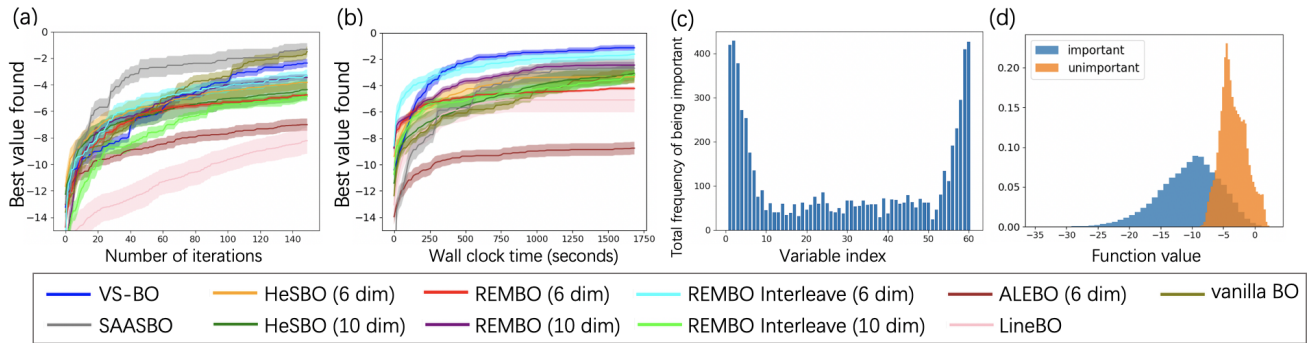 (a)
Best value found
0
−2
−4
−6
−8
−10
−12
−14
0 20 40 60 80 100 120 140
Number of iterations
(b)
Best value found
0
−2
−4
−6
−8
−10
−12
−14
0 250 500 750 1000 1250 1500 1750
Wall clock time (seconds)
(c)
Total frequency of being important
400
300
200
100
0
0 10 20 30 40 50 60
Variable index
(d)
important
unimportant
0.20
0.15
0.10
0.05
0.00
−35 −30 −25 −20 −15 −10 −5 0
Function value
VS-BO HeSBO (6 dim) REMBO (6 dim) REMBO Interleave (6 dim) ALEBO (6 dim) vanilla BO
SAASBO HeSBO (10 dim) REMBO (10 dim) REMBO Interleave (10 dim) LineBO